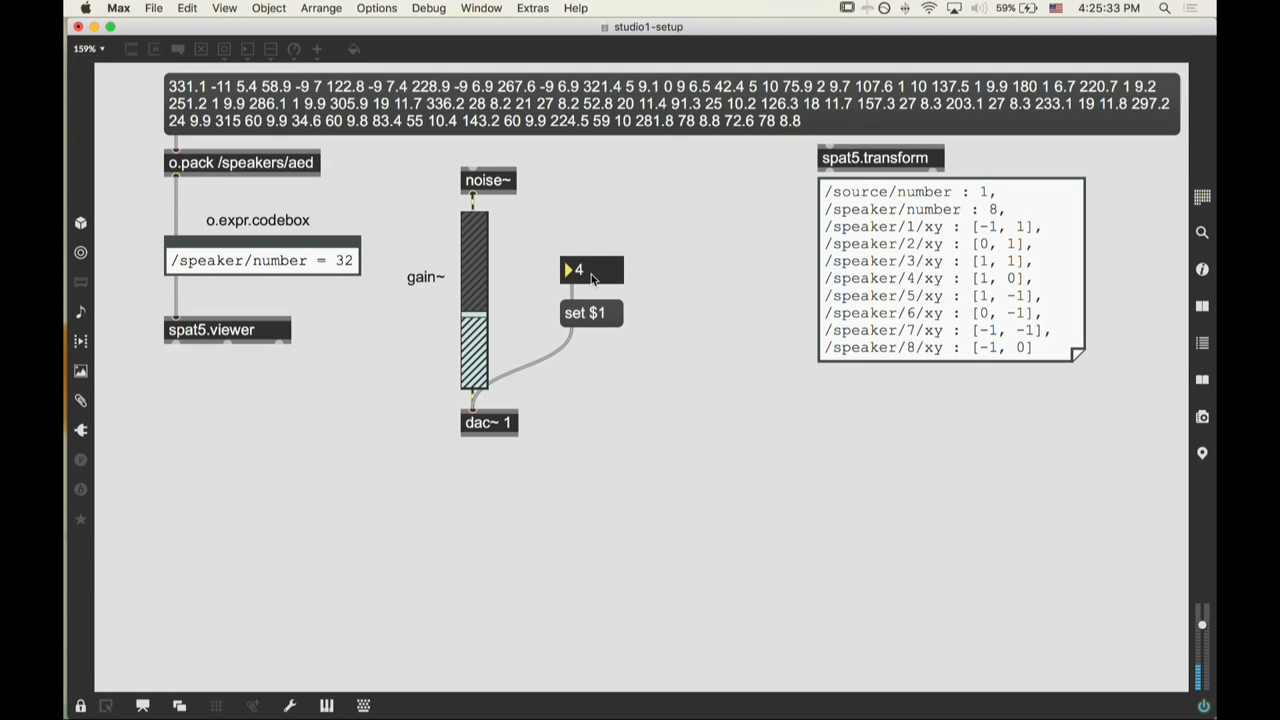 Max File Edit View Object Arrange Options Debug Window Extras Help 59% 4:25:33 PM
studio1-setup
159%
331.1 -11 5.4 58.9 -9 7 122.8 -9 7.4 228.9 -9 6.9 267.6 -9 6.9 321.4 5 9.1 0 9 6.5 42.4 5 10 75.9 2 9.7 107.6 1 10 137.5 1 9.9 180 1 6.7 220.7 1 9.2
251.2 1 9.9 286.1 1 9.9 305.9 19 11.7 336.2 28 8.2 21 27 8.2 52.8 20 11.4 91.3 25 10.2 126.3 18 11.7 157.3 27 8.3 203.1 27 8.3 233.1 19 11.8 297.2
24 9.9 315 60 9.9 34.6 60 9.8 83.4 55 10.4 143.2 60 9.9 224.5 59 10 281.8 78 8.8 72.6 78 8.8
o.pack /speakers/aed
o.expr.codebox
/speaker/number = 32
spat5.viewer
noise~
gain~
4
set $1
dac~ 1
spat5.transform
/source/number : 1,
/speaker/number : 8,
/speaker/1/xy : [-1, 1],
/speaker/2/xy : [0, 1],
/speaker/3/xy : [1, 1],
/speaker/4/xy : [1, 0],
/speaker/5/xy : [1, -1],
/speaker/6/xy : [0, -1],
/speaker/7/xy : [-1, -1],
/speaker/8/xy : [-1, 0]